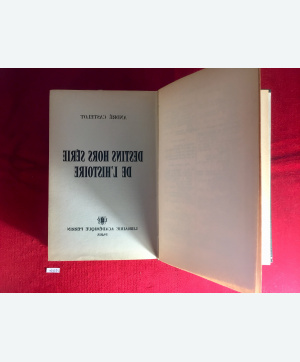 ANDRÉ CASTELOT
DESTINS HORS SÉRIE
DE L'HISTOIRE
LIBRAIRIE ACADÉMIQUE PERRIN
PARIS